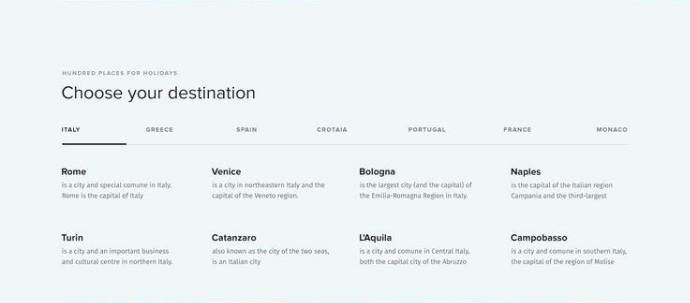 HUNDRED PLACES FOR HOLIDAYS
Choose your destination
ITALY GREECE SPAIN CROTAIA PORTUGAL FRANCE MONACO
Rome Venice Bologna Naples
is a city and special comune in Italy. is a city in northeastern Italy and the is the largest city (and the capital) of is the capital of the Italian region
Rome is the capital of Italy capital of the Veneto region. the Emilia-Romagna Region in Italy. Campania and the third-largest
Turin Catanzaro L'Aquila Campobasso
is a city and an important business also known as the city of the two seas, is a city and comune in Central Italy, is a city and comune in southern Italy,
and cultural centre in northern Italy. is an Italian city both the capital city of the Abruzzo the capital of the region of Molise